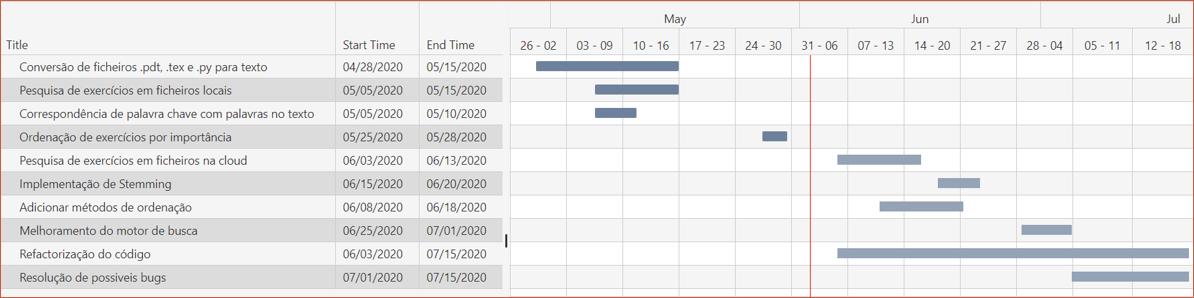 May Jun Jul
Title Start Time End Time 26 - 02 03 - 09 10 - 16 17 - 23 24 - 30 31 - 06 07 - 13 14 - 20 21 - 27 28 - 04 05 - 11 12 - 18
Conversão de ficheiros .pdt, .tex e .py para texto 04/28/2020 05/15/2020
Pesquisa de exercícios em ficheiros locais 05/05/2020 05/15/2020
Correspondência de palavra chave com palavras no texto 05/05/2020 05/10/2020
Ordenação de exercícios por importância 05/25/2020 05/28/2020
Pesquisa de exercícios em ficheiros na cloud 06/03/2020 06/13/2020
Implementação de Stemming 06/15/2020 06/20/2020
Adicionar métodos de ordenação 06/08/2020 06/18/2020
Melhoramento do motor de busca 06/25/2020 07/01/2020
Refactorização do código 06/03/2020 07/15/2020
Resolução de possiveis bugs 07/01/2020 07/15/2020